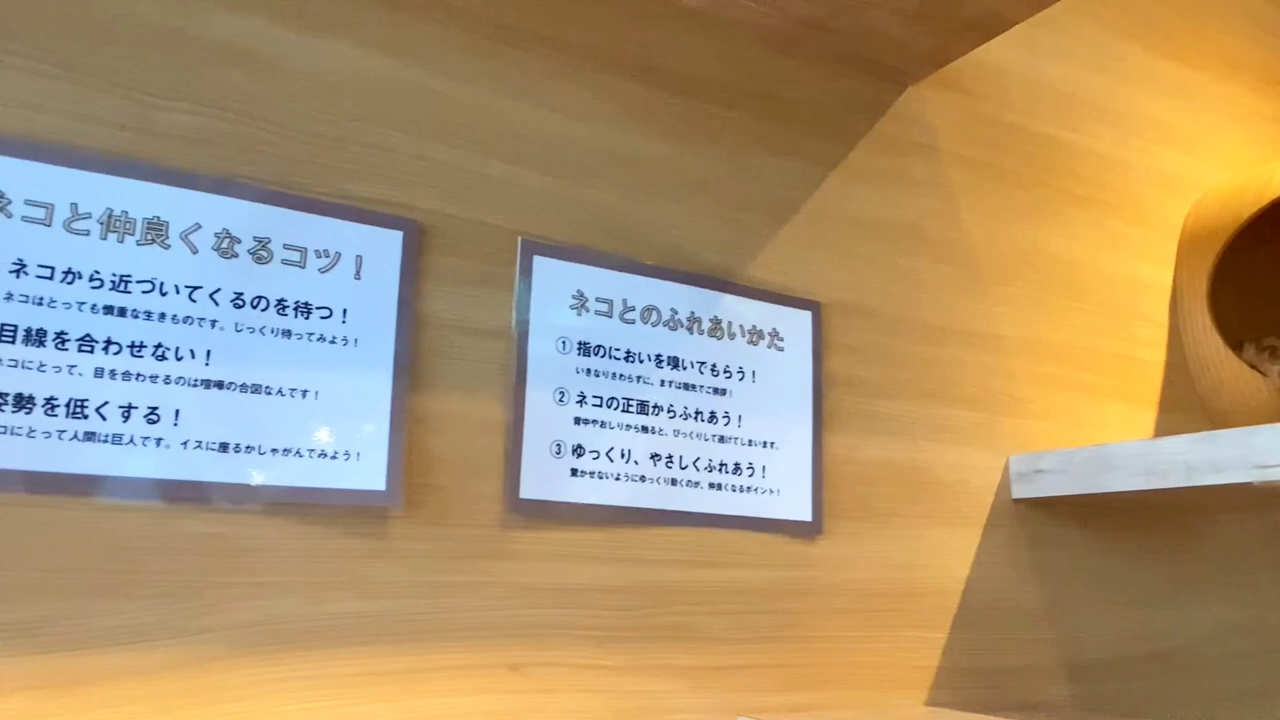 ネコと仲良くなるコツ！
ネコから近づいてくるのを待つ！
ネコはとっても慎重な生きものです。じっくり待ってみよう！
目線を合わせない！
ネコにとって、目を合わせるのは喧嘩の合図なんです！
姿勢を低くする！
コにとって人間は巨人です。イスに座るかしゃがんでみよう！
ネコとのふれあいかた
① 指のにおいを嗅いでもらう！
いきなりさわらずに、まずは指先でご挨拶！
② ネコの正面からふれあう！
背中やおしりから触ると、びっくりして逃げてしまいます。
③ ゆっくり、やさしくふれあう！
驚かせないようにゆっくり動くのが、仲良くなるポイント！